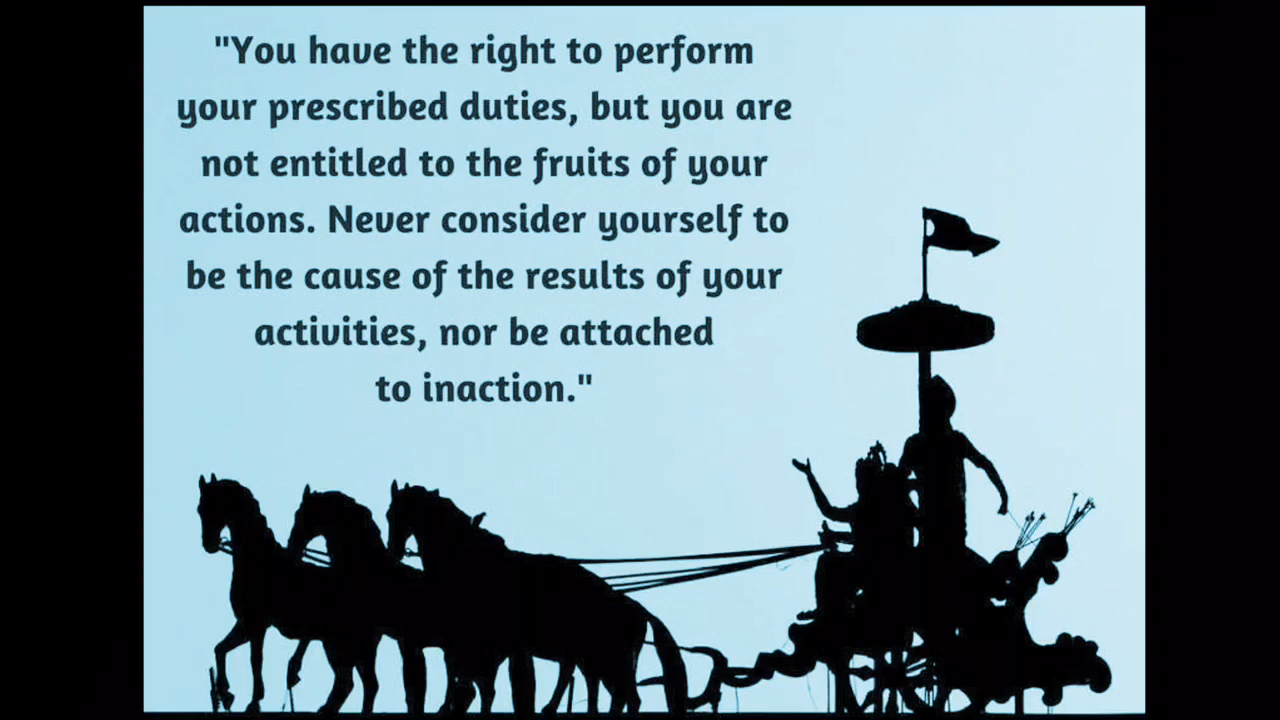 "You have the right to perform
your prescribed duties, but you are
not entitled to the fruits of your
actions. Never consider yourself to
be the cause of the results of your
activities, nor be attached
to inaction."